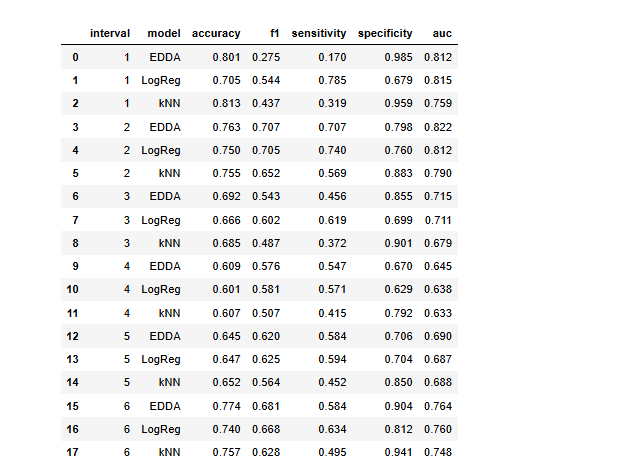 interval model accuracy f1 sensitivity specificity auc
0 1 EDDA 0.801 0.275 0.170 0.985 0.812
1 1 LogReg 0.705 0.544 0.785 0.679 0.815
2 1 kNN 0.813 0.437 0.319 0.959 0.759
3 2 EDDA 0.763 0.707 0.707 0.798 0.822
4 2 LogReg 0.750 0.705 0.740 0.760 0.812
5 2 kNN 0.755 0.652 0.569 0.883 0.790
6 3 EDDA 0.692 0.543 0.456 0.855 0.715
7 3 LogReg 0.666 0.602 0.619 0.699 0.711
8 3 kNN 0.685 0.487 0.372 0.901 0.679
9 4 EDDA 0.609 0.576 0.547 0.670 0.645
10 4 LogReg 0.601 0.581 0.571 0.629 0.638
11 4 kNN 0.607 0.507 0.415 0.792 0.633
12 5 EDDA 0.645 0.620 0.584 0.706 0.690
13 5 LogReg 0.647 0.625 0.594 0.704 0.687
14 5 kNN 0.652 0.564 0.452 0.850 0.688
15 6 EDDA 0.774 0.681 0.584 0.904 0.764
16 6 LogReg 0.740 0.668 0.634 0.812 0.760
17 6 kNN 0.757 0.628 0.495 0.941 0.748